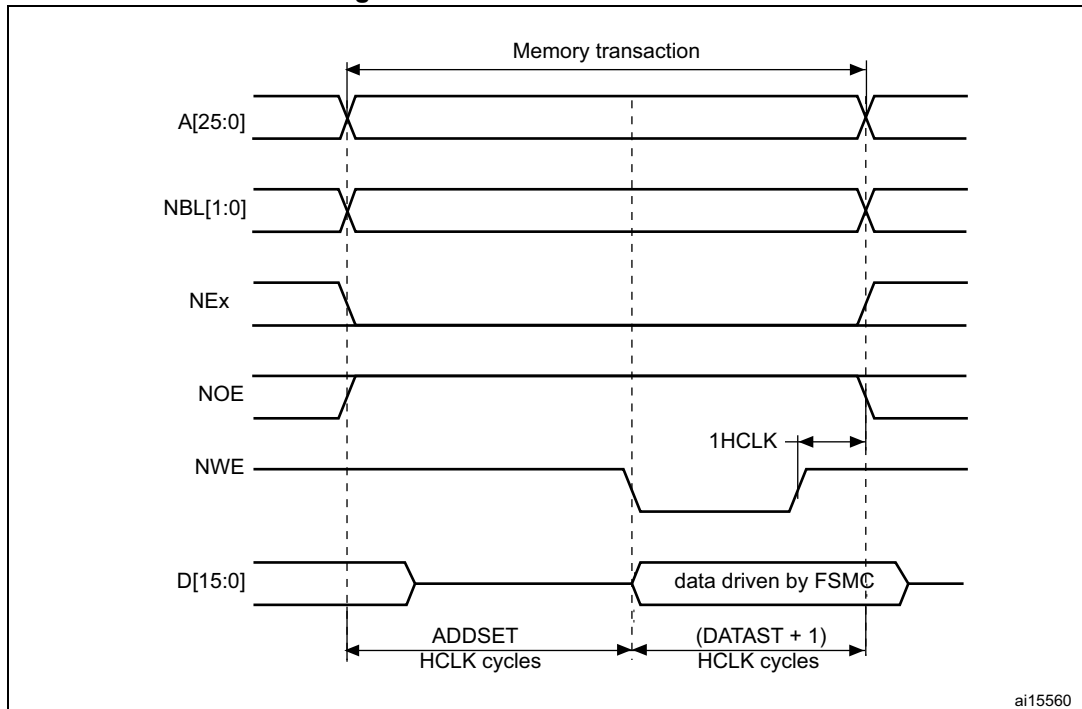 Memory transaction
A[25:0]
NBL[1:0]
NEx
NOE
1HCLK
NWE
D[15:0]
data driven by FSMC
ADDSET
HCLK cycles
(DATAST + 1)
HCLK cycles
ai15560